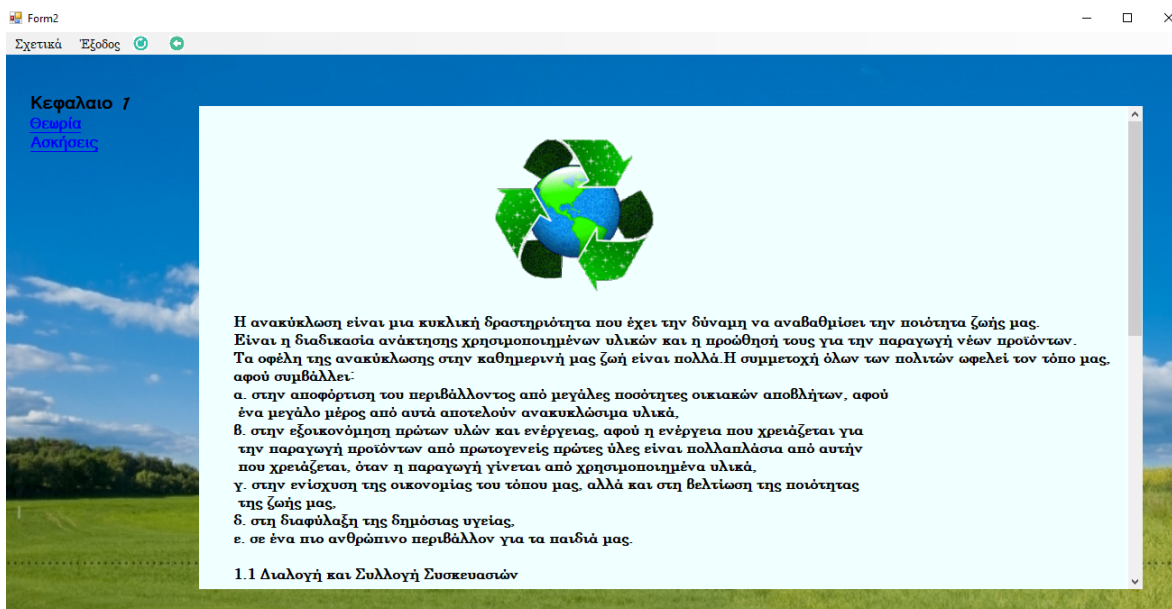 Form2
Σχετικά Έξοδος
Κεφαλαιο 1
Θεωρία
Ασκήσεις
Η ανακύκλωση είναι μια κυκλική δραστηριότητα που έχει την δύναμη να αναβαθμίσει την ποιότητα ζωής μας.
Είναι η διαδικασία ανάκτησης χρησιμοποιημένων υλικών και η προώθησή τους για την παραγωγή νέων προϊόντων.
Τα οφέλη της ανακύκλωσης στην καθημερινή μας ζωή είναι πολλά.Η συμμετοχή όλων των πολιτών ωφελεί τον τόπο μας,
αφού συμβάλλει:
α. στην αποφόρτιση του περιβάλλοντος από μεγάλες ποσότητες οικιακών αποβλήτων, αφού
ένα μεγάλο μέρος από αυτά αποτελούν ανακυκλώσιμα υλικά,
β. στην εξοικονόμηση πρώτων υλών και ενέργειας, αφού η ενέργεια που χρειάζεται για
την παραγωγή προϊόντων από πρωτογενείς πρώτες ύλες είναι πολλαπλάσια από αυτήν
που χρειάζεται, όταν η παραγωγή γίνεται από χρησιμοποιημένα υλικά,
γ. στην ενίσχυση της οικονομίας του τόπου μας, αλλά και στη βελτίωση της ποιότητας
της ζωής μας,
δ. στη διαφύλαξη της δημόσιας υγείας,
ε. σε ένα πιο ανθρώπινο περιβάλλον για τα παιδιά μας.
1.1 Διαλογή και Συλλογή Συσκευασιών